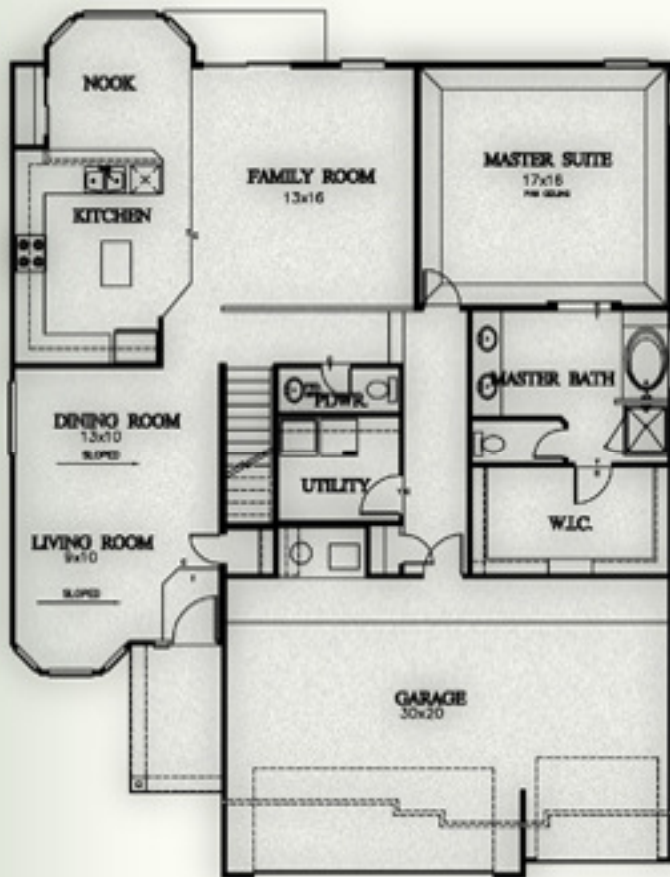 NOOK
FAMILY ROOM
13x16
MASTER SUITE
17x16
KITCHEN
MASTER BATH
PDWR.
DINING ROOM
13x10
SLOPED
UTILITY
W.I.C.
LIVING ROOM
9x10
SLOPED
GARAGE
30x20